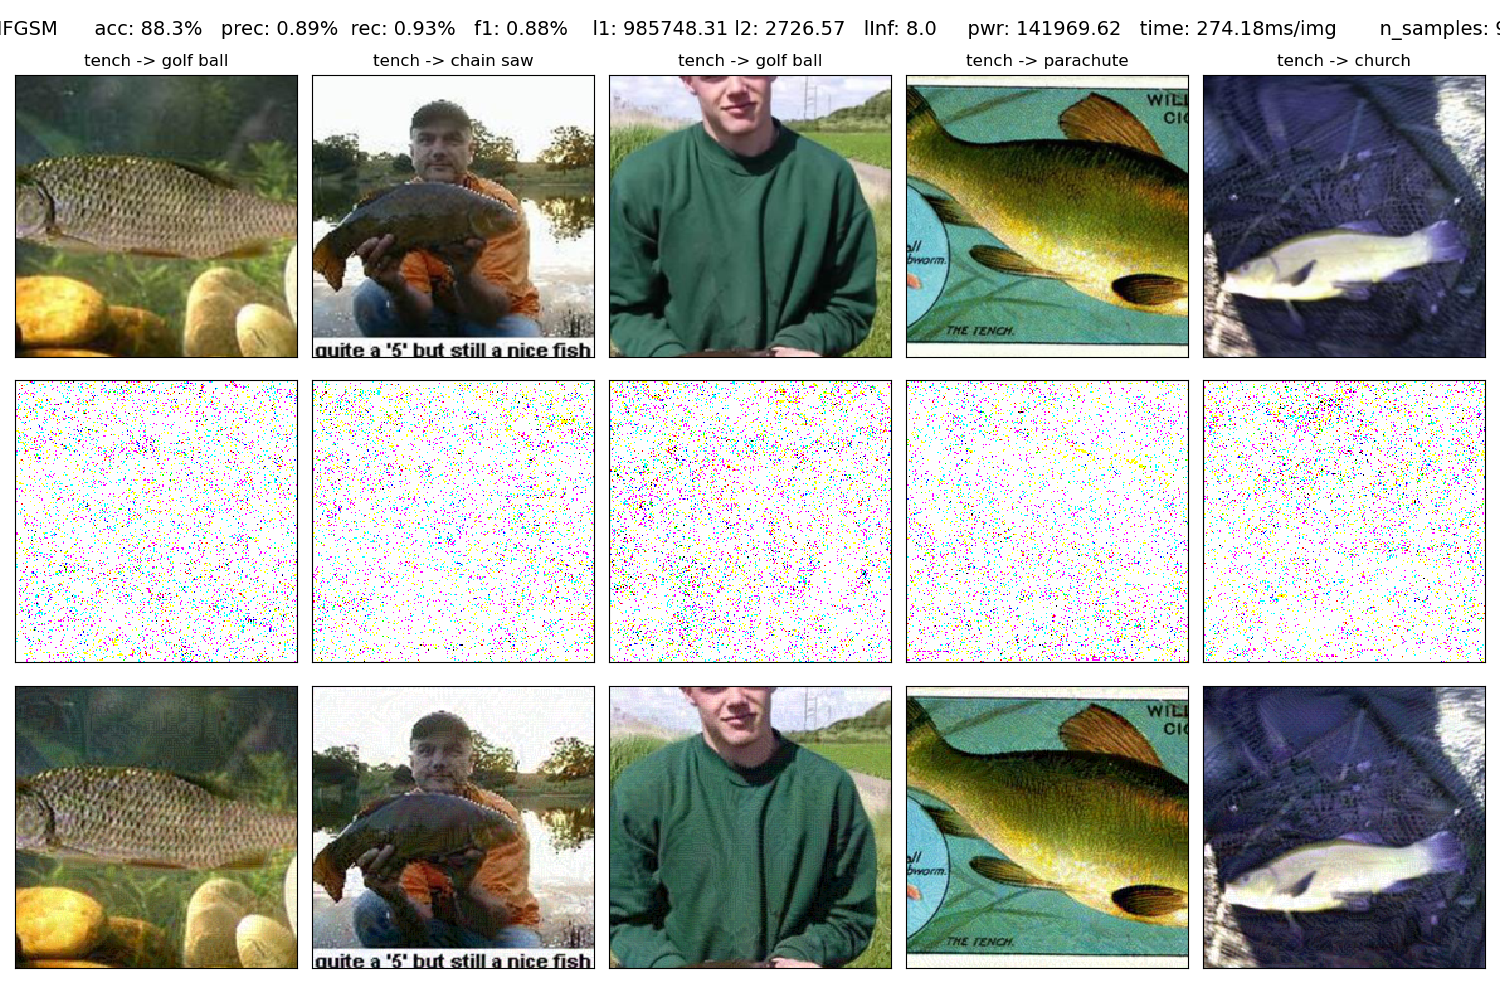 IFGSM acc: 88.3% prec: 0.89% rec: 0.93% f1: 0.88% l1: 985748.31 l2: 2726.57 lInf: 8.0 pwr: 141969.62 time: 274.18ms/img n_samples: 9
tench -> golf ball
tench -> chain saw
tench -> golf ball
tench -> parachute
tench -> church
quite a '5' but still a nice fish
WILL
CIG
THE TENCH.
quite a '5' but still a nice fish
WILL
CIG
THE TENCH.